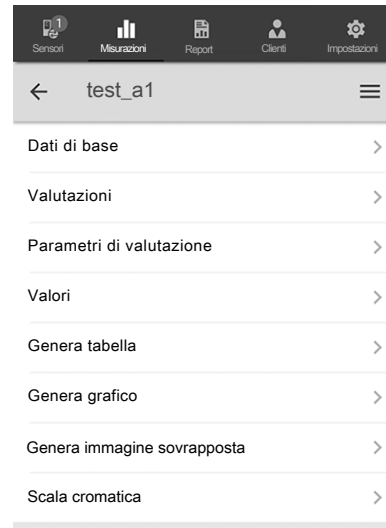 1
Sensori Misurazioni Report Clienti Impostazioni
test_a1
Dati di base
Valutazioni
Parametri di valutazione
Valori
Genera tabella
Genera grafico
Genera immagine sovrapposta
Scala cromatica